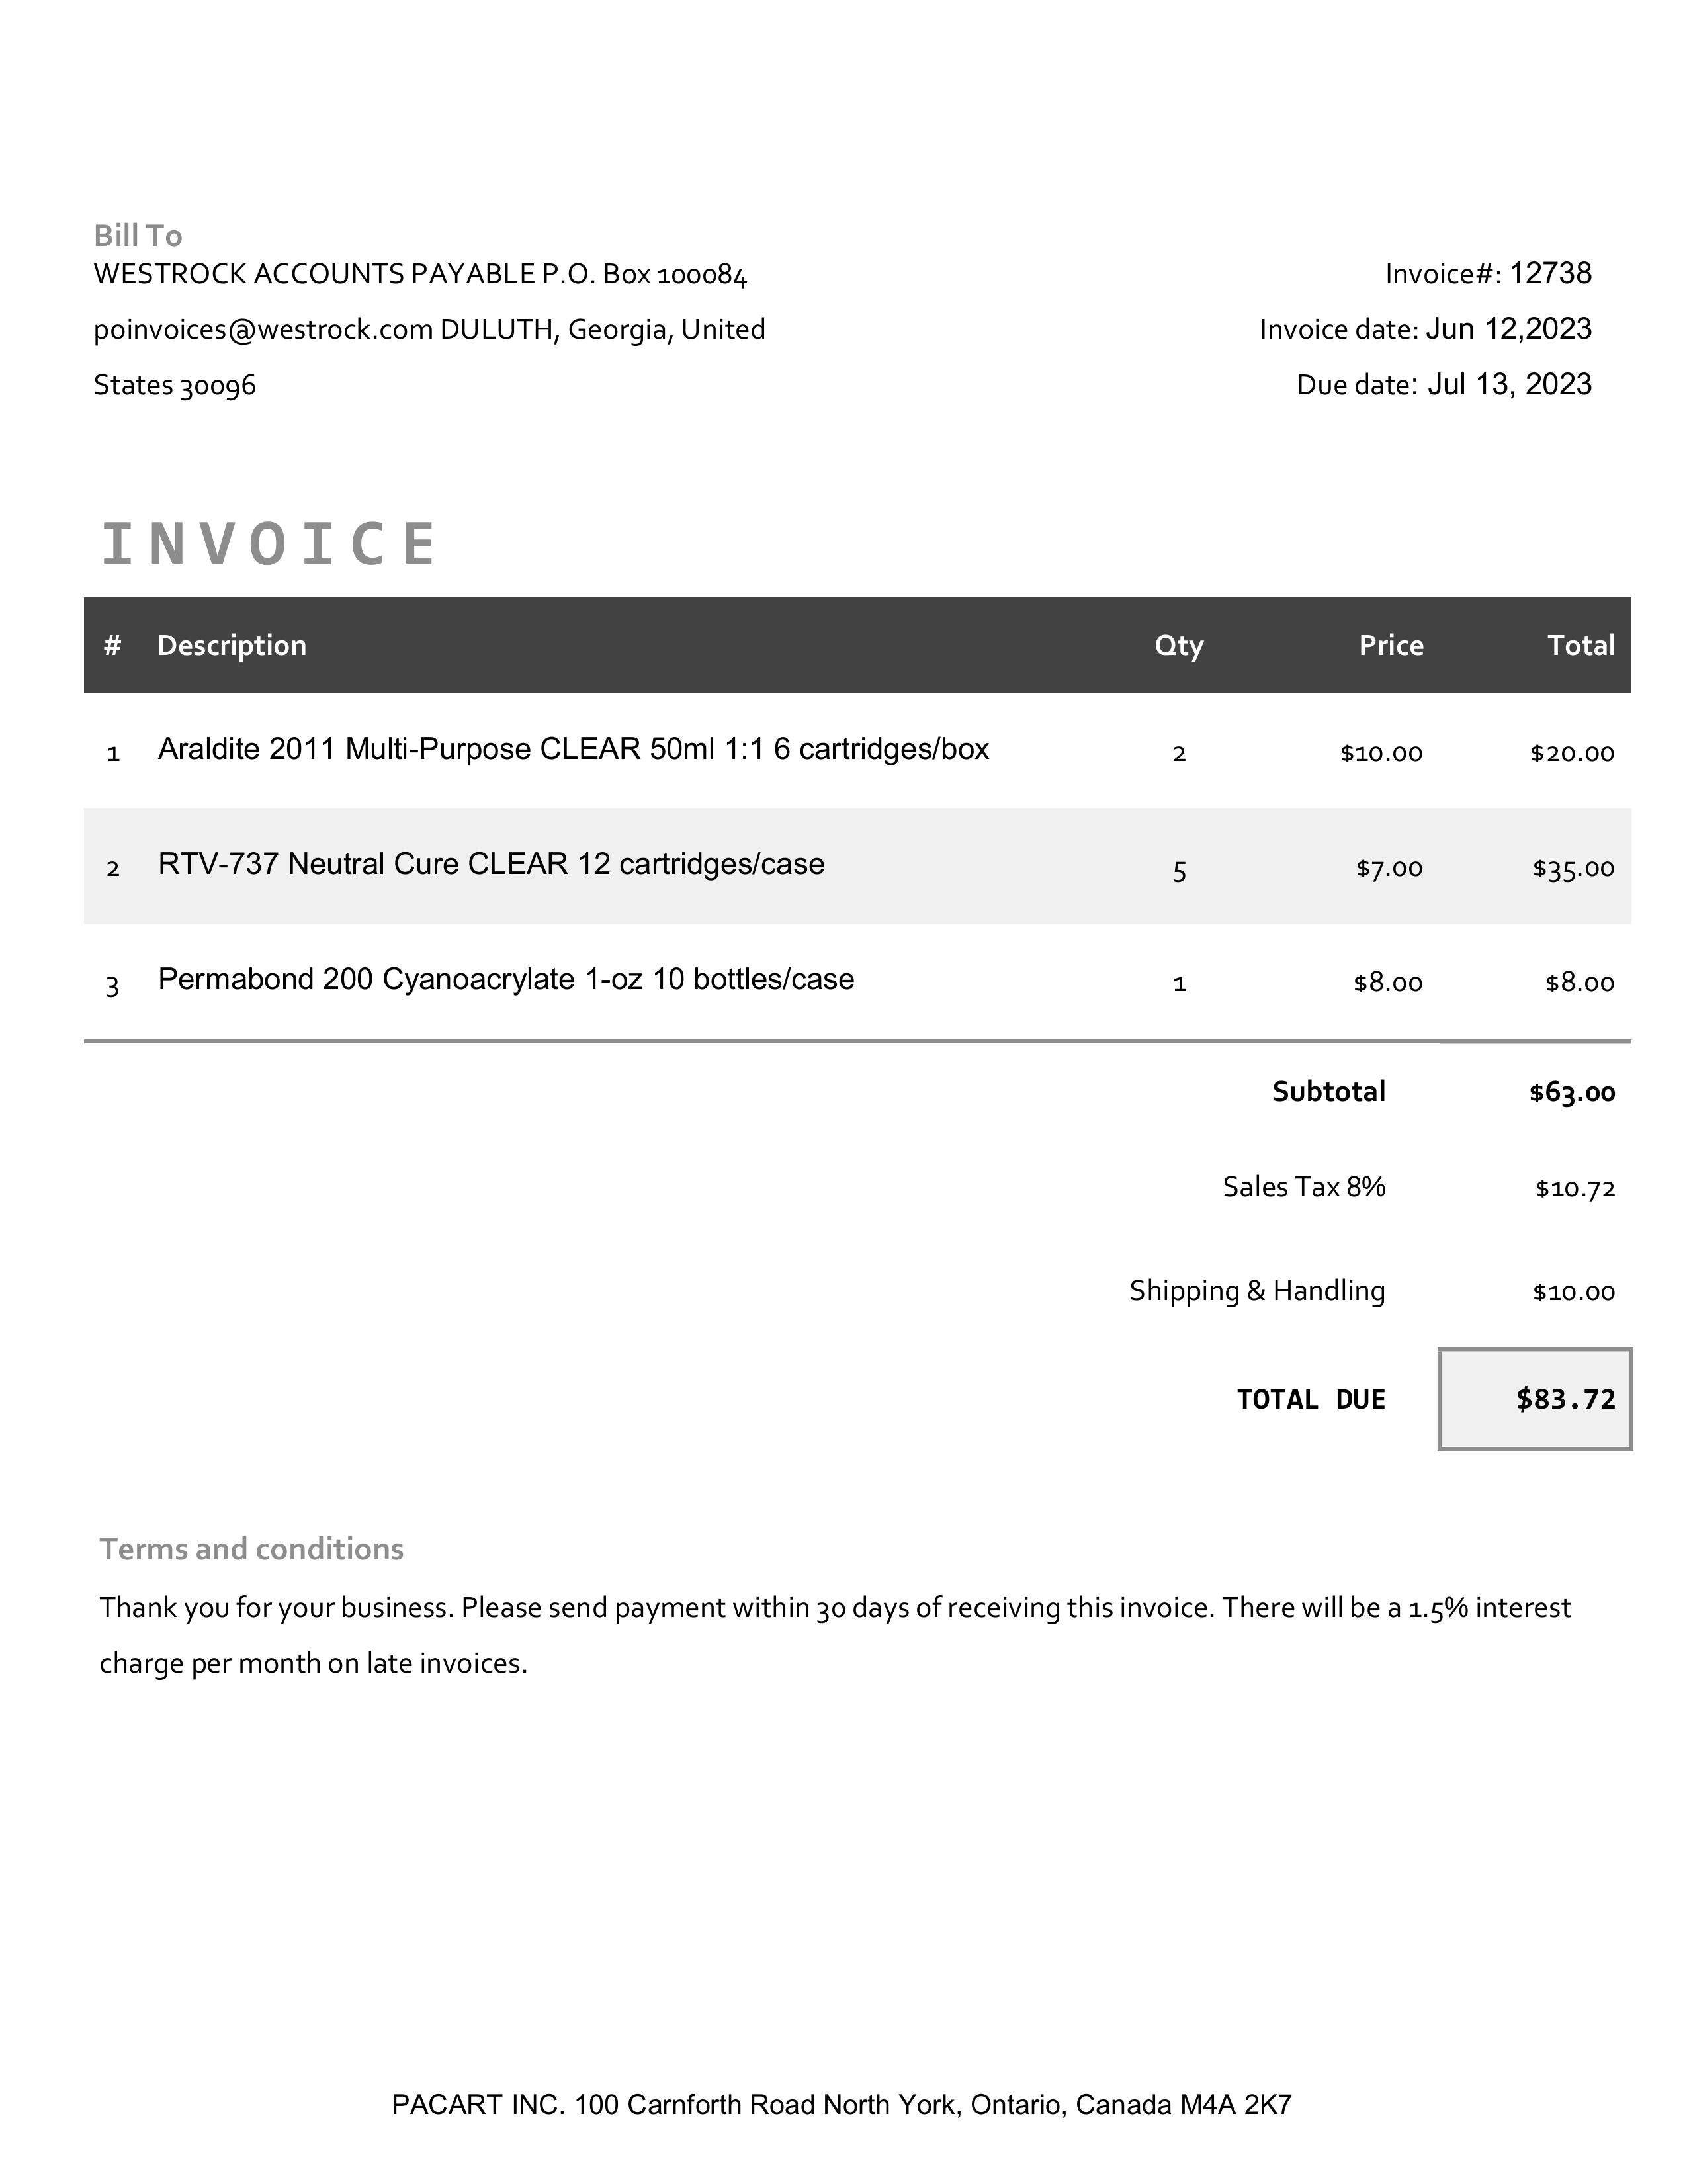 Bill To
WESTROCK ACCOUNTS PAYABLE P.O. Box 100084
poinvoices@westrock.com DULUTH, Georgia, United
States 30096
Invoice#: 12738
Invoice date: Jun 12,2023
Due date: Jul 13, 2023
INVOICE
# Description Qty Price Total
1 Araldite 2011 Multi-Purpose CLEAR 50ml 1:1 6 cartridges/box 2 $10.00 $20.00
2 RTV-737 Neutral Cure CLEAR 12 cartridges/case 5 $7.00 $35.00
3 Permabond 200 Cyanoacrylate 1-oz 10 bottles/case 1 $8.00 $8.00
Subtotal $63.00
Sales Tax 8% $10.72
Shipping & Handling $10.00
TOTAL DUE $83.72
Terms and conditions
Thank you for your business. Please send payment within 30 days of receiving this invoice. There will be a 1.5% interest
charge per month on late invoices.
PACART INC. 100 Carnforth Road North York, Ontario, Canada M4A 2K7